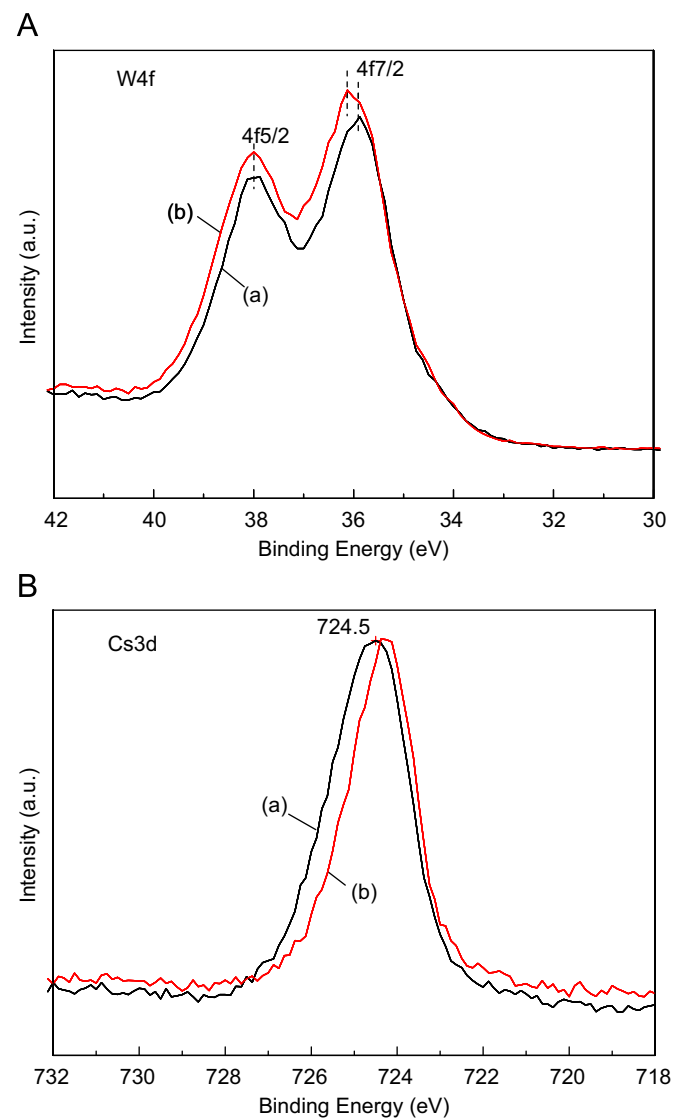 A
W4f
4f7/2
4f5/2
(b)
(a)
Intensity (a.u.)
42 40 38 36 34 32 30
Binding Energy (eV)
B
Cs3d
724.5
(a)
(b)
Intensity (a.u.)
732 730 728 726 724 722 720 718
Binding Energy (eV)